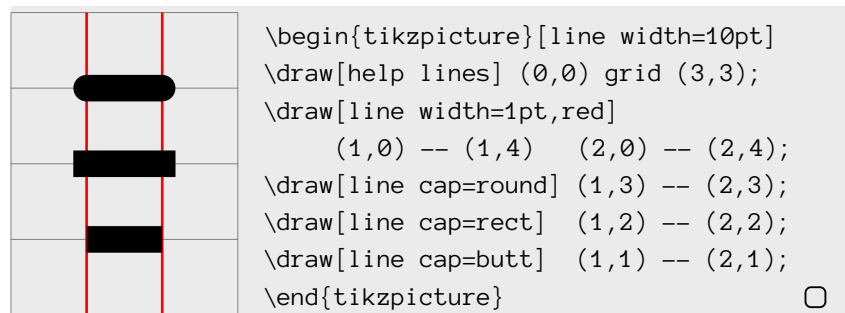 \begin{tikzpicture}[line width=10pt]
\draw[help lines] (0,0) grid (3,3);
\draw[line width=1pt,red]
     (1,0) -- (1,4)   (2,0) -- (2,4);
\draw[line cap=round] (1,3) -- (2,3);
\draw[line cap=rect]  (1,2) -- (2,2);
\draw[line cap=butt]  (1,1) -- (2,1);
\end{tikzpicture}